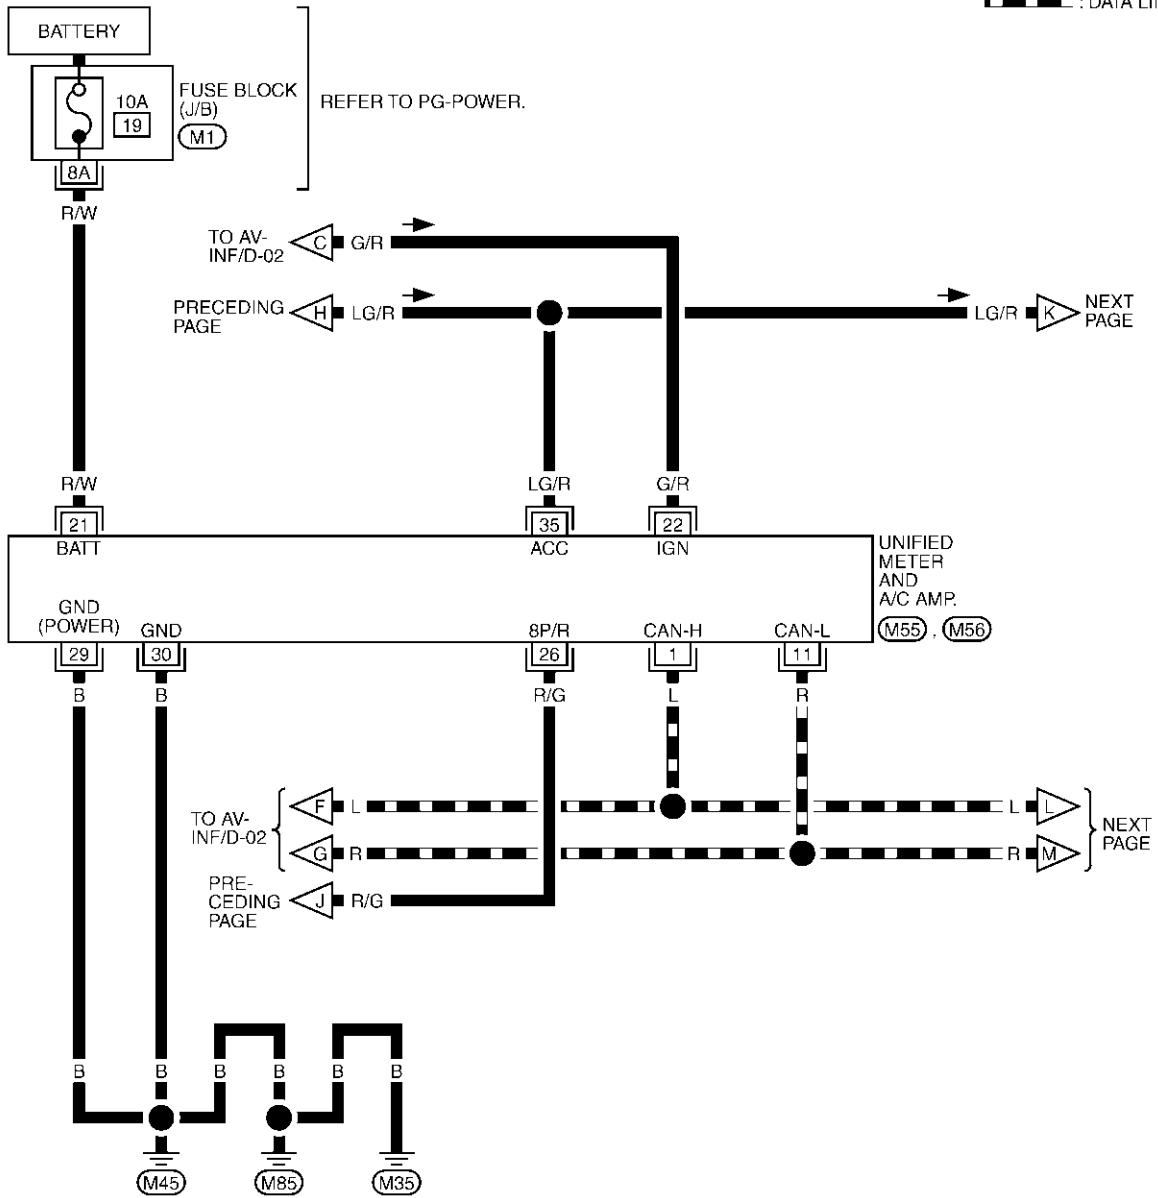 : DATA LI
BATTERY
10A
19
FUSE BLOCK
(J/B)
M1
REFER TO PG-POWER.
8A
R/W
TO AV-
INF/D-02
C
G/R
PRECEDING
PAGE
H
LG/R
LG/R
K
NEXT
PAGE
R/W
LG/R
G/R
21
35
22
BATT
ACC
IGN
UNIFIED
METER
AND
A/C AMP.
M55 , M56
GND
(POWER)
GND
8P/R
CAN-H
CAN-L
29
30
26
1
11
B
B
R/G
L
R
TO AV-
INF/D-02
F
L
L
L
G
R
R
M
NEXT
PAGE
PRE-
CEDING
PAGE
J
R/G
B
B
B
B
B
B
M45
M85
M35